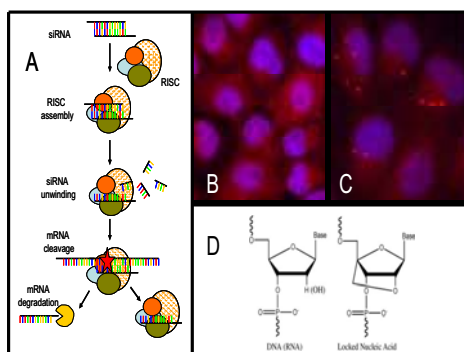 A
siRNA
RISC
RISC
assembly
siRNA
unwinding
mRNA
cleavage
mRNA
degradation
B
C
D
O
Base
O
H (OH)
O
O=P—O⁻
O
DNA (RNA)
O
Base
O
O
O
O=P—O⁻
O
Locked Nucleic Acid